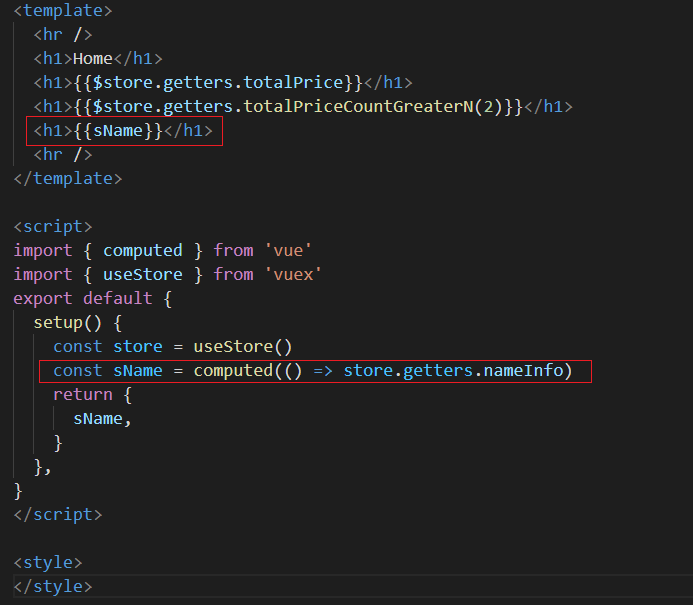 <template>
<hr />
<h1>Home</h1>
<h1>{{$store.getters.totalPrice}}</h1>
<h1>{{$store.getters.totalPriceCountGreaterN(2)}}</h1>
<h1>{{sName}}</h1>
<hr />
</template>
<script>
import { computed } from 'vue'
import { useStore } from 'vuex'
export default {
setup() {
const store = useStore()
const sName = computed(() => store.getters.nameInfo)
return {
sName,
}
},
}
</script>
<style>
</style>